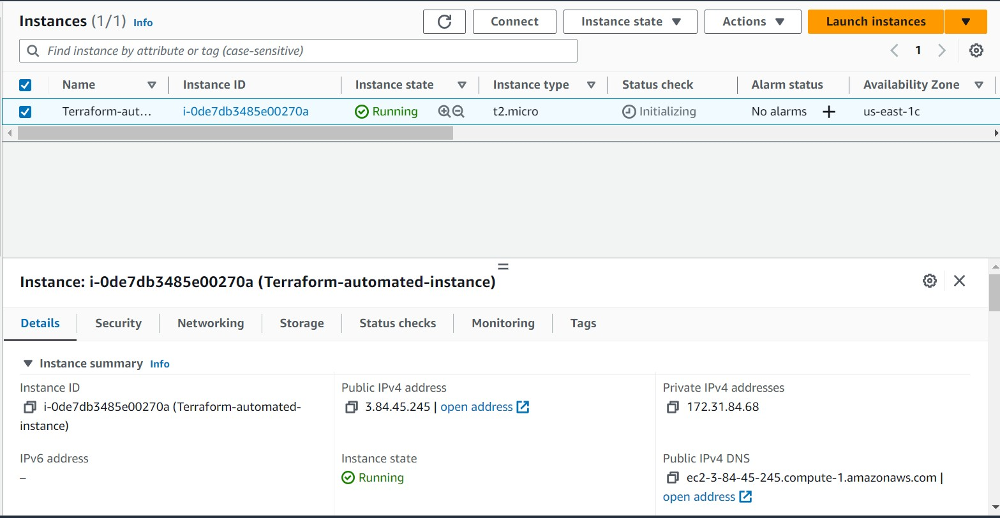 Instances (1/1) Info
Connect
Instance state
Actions
Launch instances
Find instance by attribute or tag (case-sensitive)
1
Name Instance ID Instance state Instance type Status check Alarm status Availability Zone
Terraform-aut... i-0de7db3485e00270a Running t2.micro Initializing No alarms + us-east-1c
Instance: i-0de7db3485e00270a (Terraform-automated-instance)
Details Security Networking Storage Status checks Monitoring Tags
Instance summary Info
Instance ID
i-0de7db3485e00270a (Terraform-automated-
instance)
Public IPv4 address
3.84.45.245 | open address
Private IPv4 addresses
172.31.84.68
IPv6 address
–
Instance state
Running
Public IPv4 DNS
ec2-3-84-45-245.compute-1.amazonaws.com |
open address